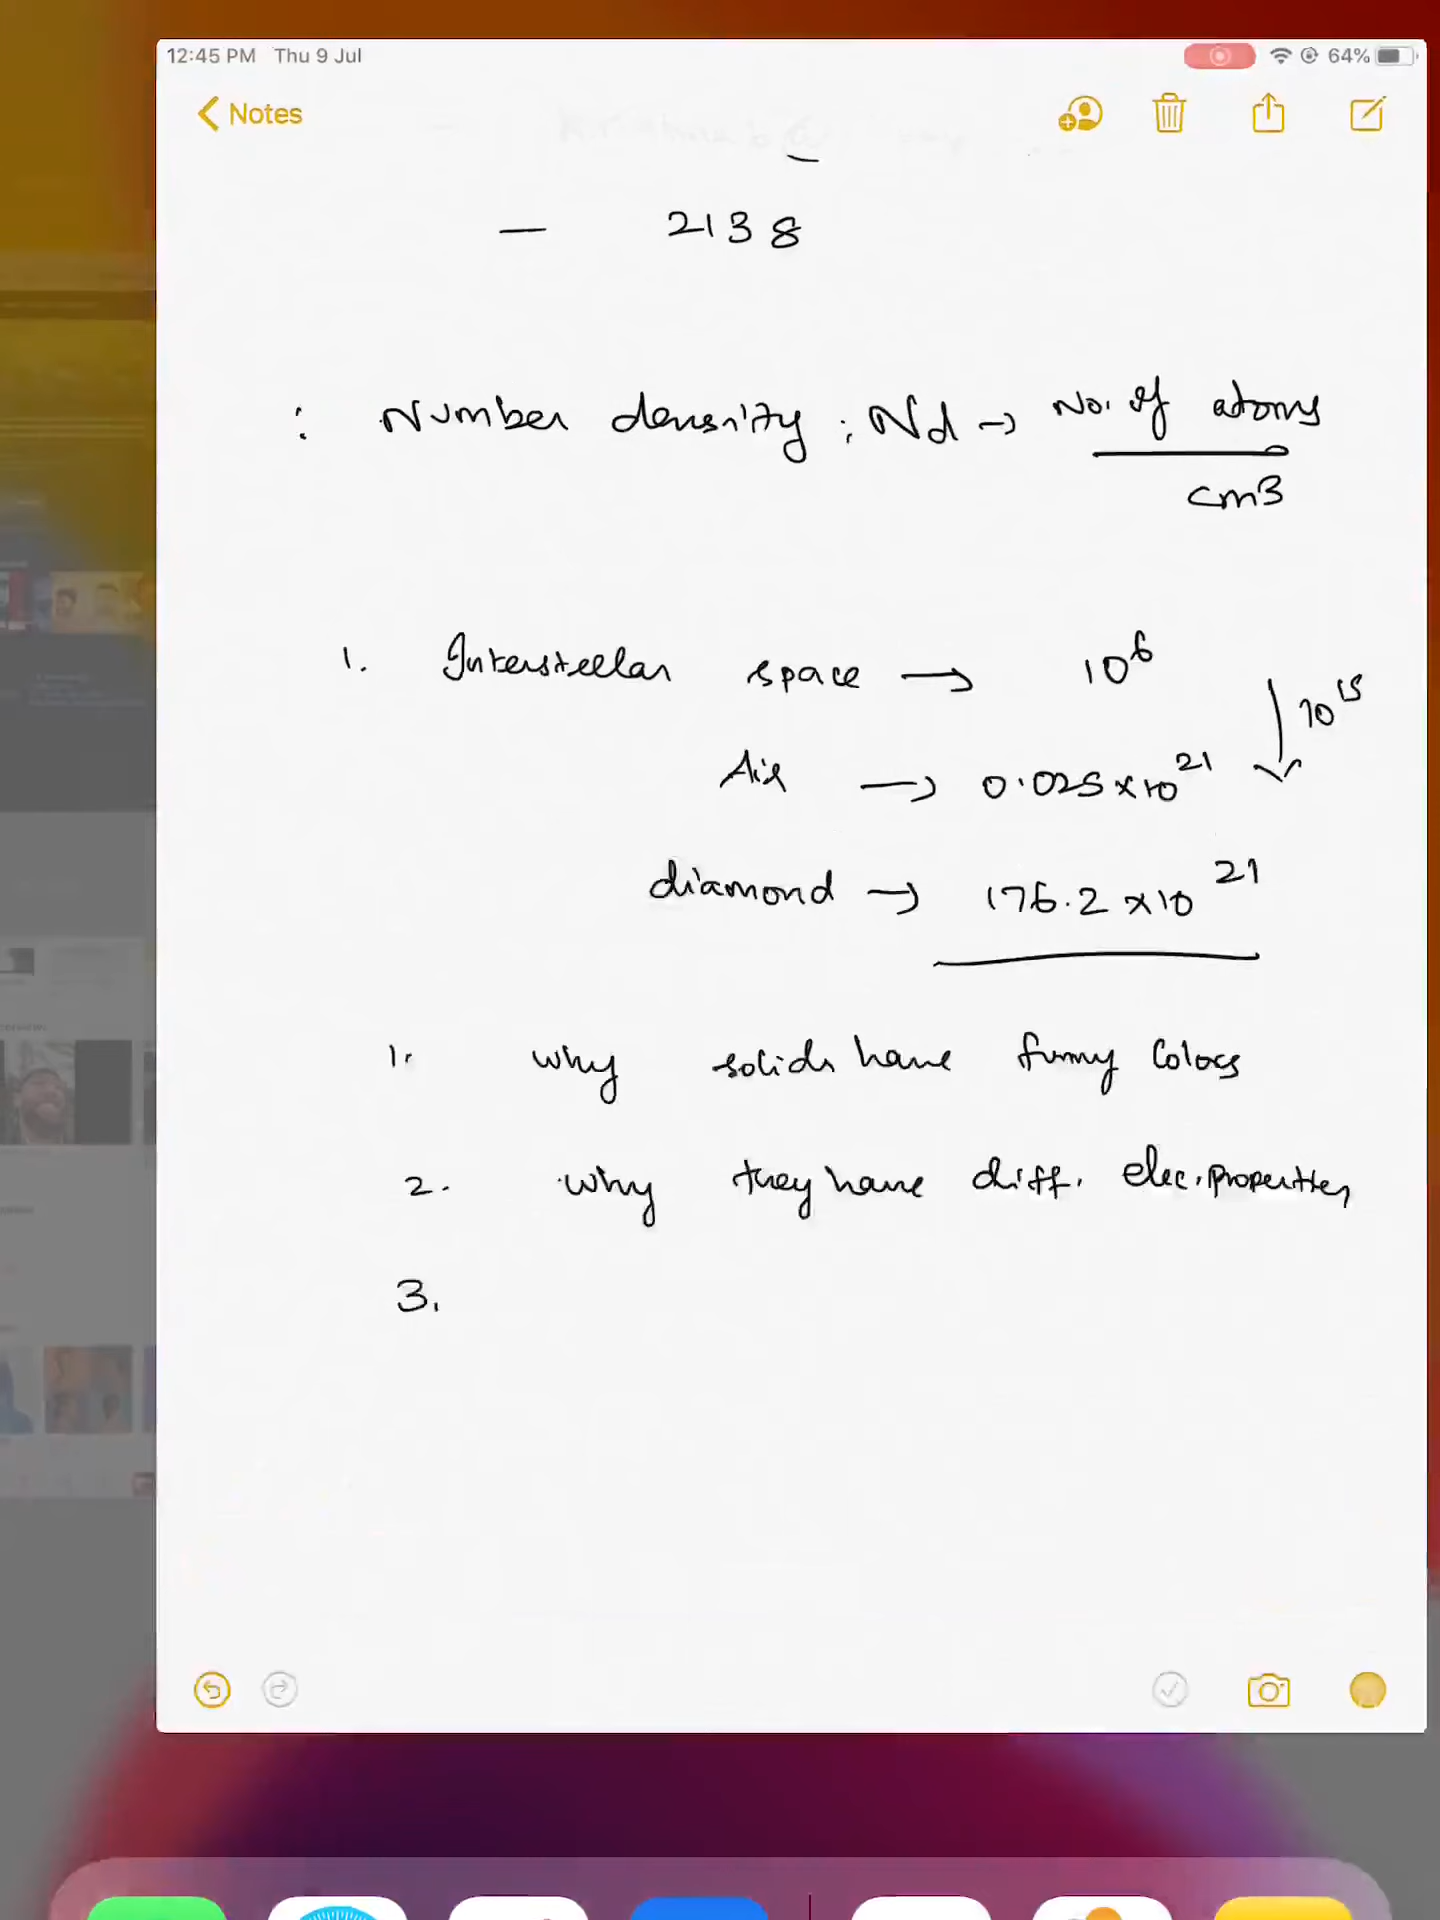 12:45 PM Thu 9 Jul 64%
Notes
— 2138
: Number density : Nd → No. of atoms
cm3
1. Interstellar space → 10^6
↓ 10^15
Air → 0.025 × 10^21
diamond → 176.2 × 10^21
1. why solids have funny Colors
2. why they have diff. elec. properties
3.